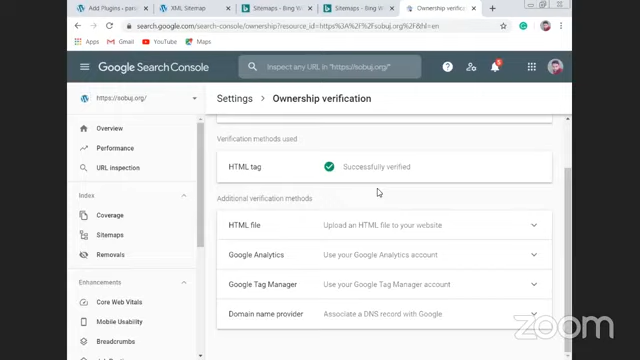 Add Plugins ‹ pari
XML Sitemap
Sitemaps - Bing W
Sitemaps - Bing W
Ownership verificati
search.google.com/search-console/ownership?resource_id=https%3A%2F%2Fsobuj.org%2F&hl=en
Apps
Gmail
YouTube
Maps
Google Search Console
Inspect any URL in "https://sobuj.org/"
https://sobuj.org/
Settings
Ownership verification
Overview
Performance
URL inspection
Index
Coverage
Sitemaps
Removals
Enhancements
Core Web Vitals
Mobile Usability
Breadcrumbs
Verification methods used
HTML tag
Successfully verified
Additional verification methods
HTML file
Upload an HTML file to your website
Google Analytics
Use your Google Analytics account
Google Tag Manager
Use your Google Tag Manager account
Domain name provider
Associate a DNS record with Google
zoom